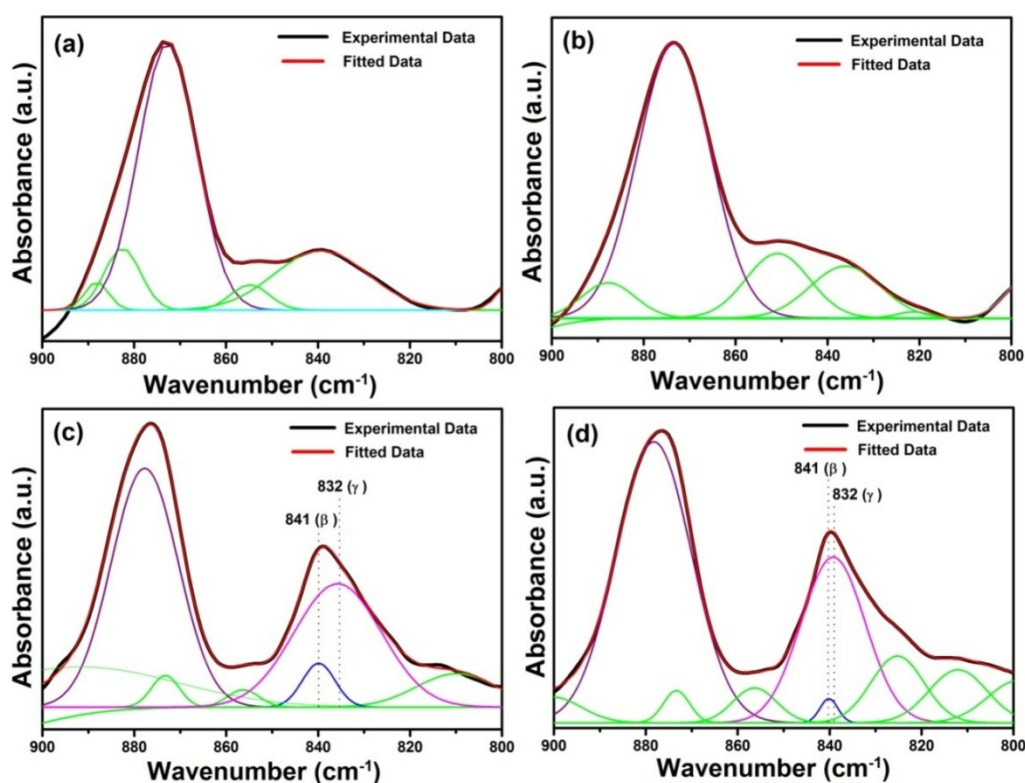 (a)
Experimental Data
Fitted Data
Absorbance (a.u.)
900 880 860 840 820 800
Wavenumber (cm-1)
(b)
Experimental Data
Fitted Data
Absorbance (a.u.)
900 880 860 840 820 800
Wavenumber (cm-1)
(c)
Experimental Data
Fitted Data
832 (γ)
841 (β)
Absorbance (a.u.)
900 880 860 840 820 800
Wavenumber (cm-1)
(d)
Experimental Data
Fitted Data
841 (β)
832 (γ)
Absorbance (a.u.)
900 880 860 840 820 800
Wavenumber (cm-1)